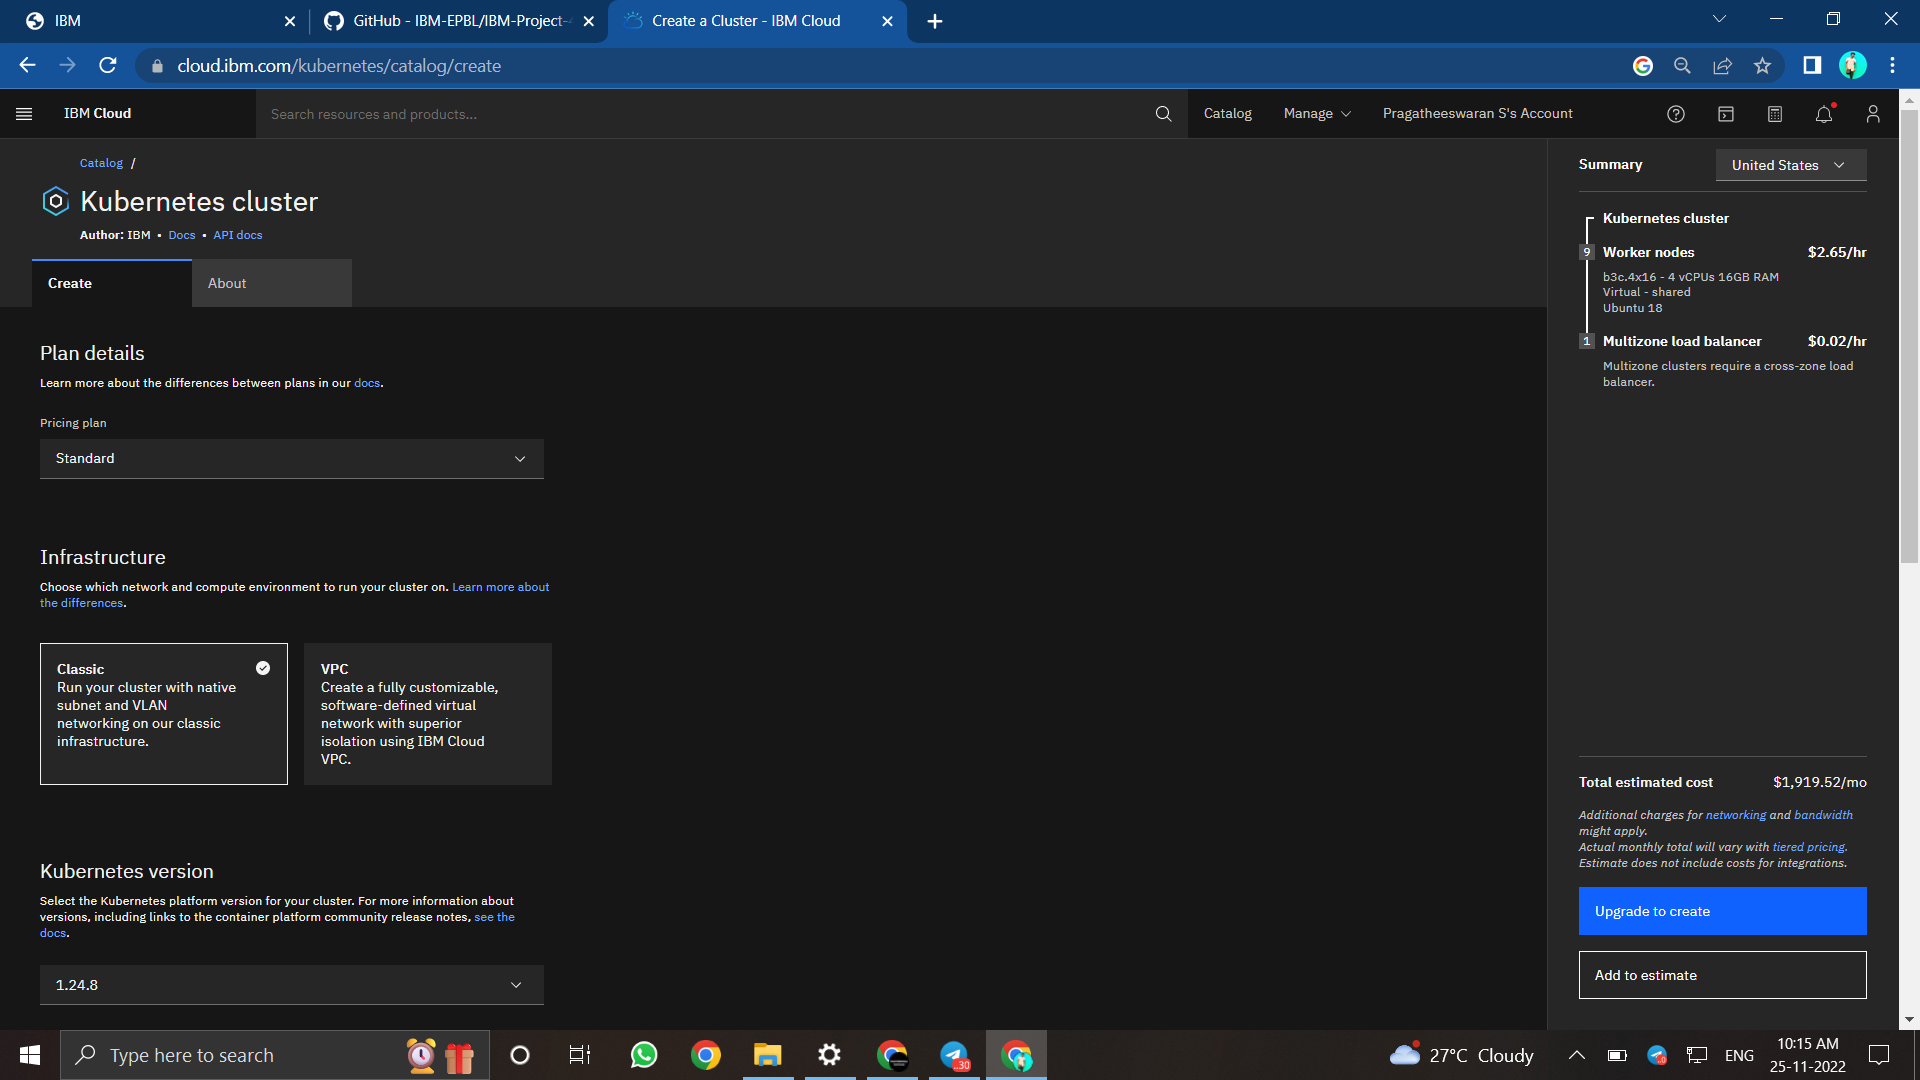 IBM
GitHub - IBM-EPBL/IBM-Project-
Create a Cluster - IBM Cloud
cloud.ibm.com/kubernetes/catalog/create
IBM Cloud
Search resources and products...
Catalog
Manage
Pragatheeswaran S's Account
Catalog /
Kubernetes cluster
Author: IBM • Docs • API docs
Create
About
Plan details
Learn more about the differences between plans in our docs.
Pricing plan
Standard
Infrastructure
Choose which network and compute environment to run your cluster on. Learn more about
the differences.
Classic
Run your cluster with native
subnet and VLAN
networking on our classic
infrastructure.
VPC
Create a fully customizable,
software-defined virtual
network with superior
isolation using IBM Cloud
VPC.
Kubernetes version
Select the Kubernetes platform version for your cluster. For more information about
versions, including links to the container platform community release notes, see the
docs.
1.24.8
Summary
United States
Kubernetes cluster
9 Worker nodes $2.65/hr
b3c.4x16 - 4 vCPUs 16GB RAM
Virtual - shared
Ubuntu 18
1 Multizone load balancer $0.02/hr
Multizone clusters require a cross-zone load
balancer.
Total estimated cost $1,919.52/mo
Additional charges for networking and bandwidth
might apply.
Actual monthly total will vary with tiered pricing.
Estimate does not include costs for integrations.
Upgrade to create
Add to estimate
Type here to search
30
27°C Cloudy
ENG
10:15 AM
25-11-2022